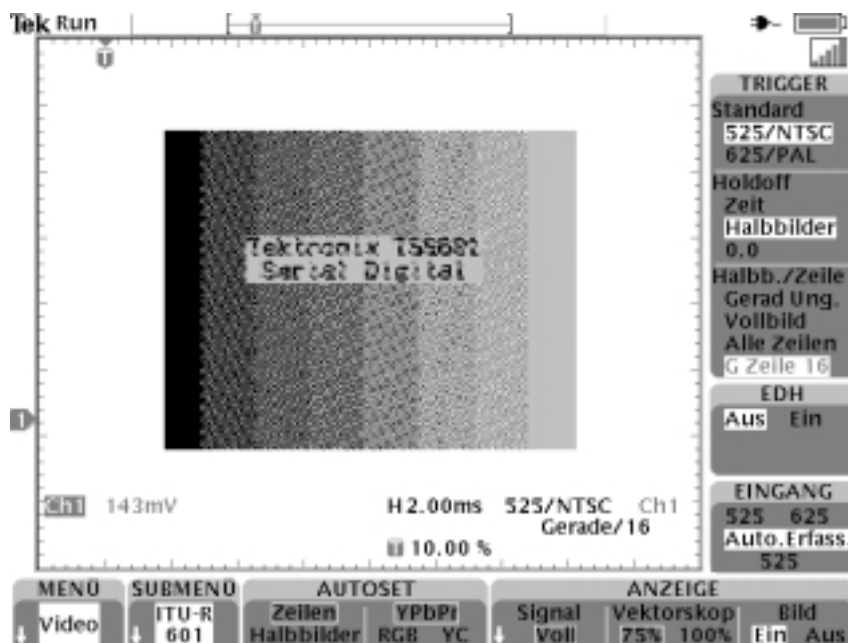 Tek Run
TRIGGER
Standard
525/NTSC
625/PAL
Holdoff
Zeit
Halbbilder
0.0
Halbb./Zeile
Gerad Ung.
Vollbild
Alle Zeilen
G Zeile 16
EDH
Aus Ein
EINGANG
525 625
Auto.Erfass.
525
Tektronix
Serial Digital
1
Ch1 143mV H 2.00ms 525/NTSC Ch1
Gerade/16
10.00 %
MENÜ SUBMENÜ AUTOSET ANZEIGE
Video ITU-R 601 Zeilen YPbPr Signal Vektorskop Bild
Halbbilder RGB YC Voll 75% 100% Ein Aus